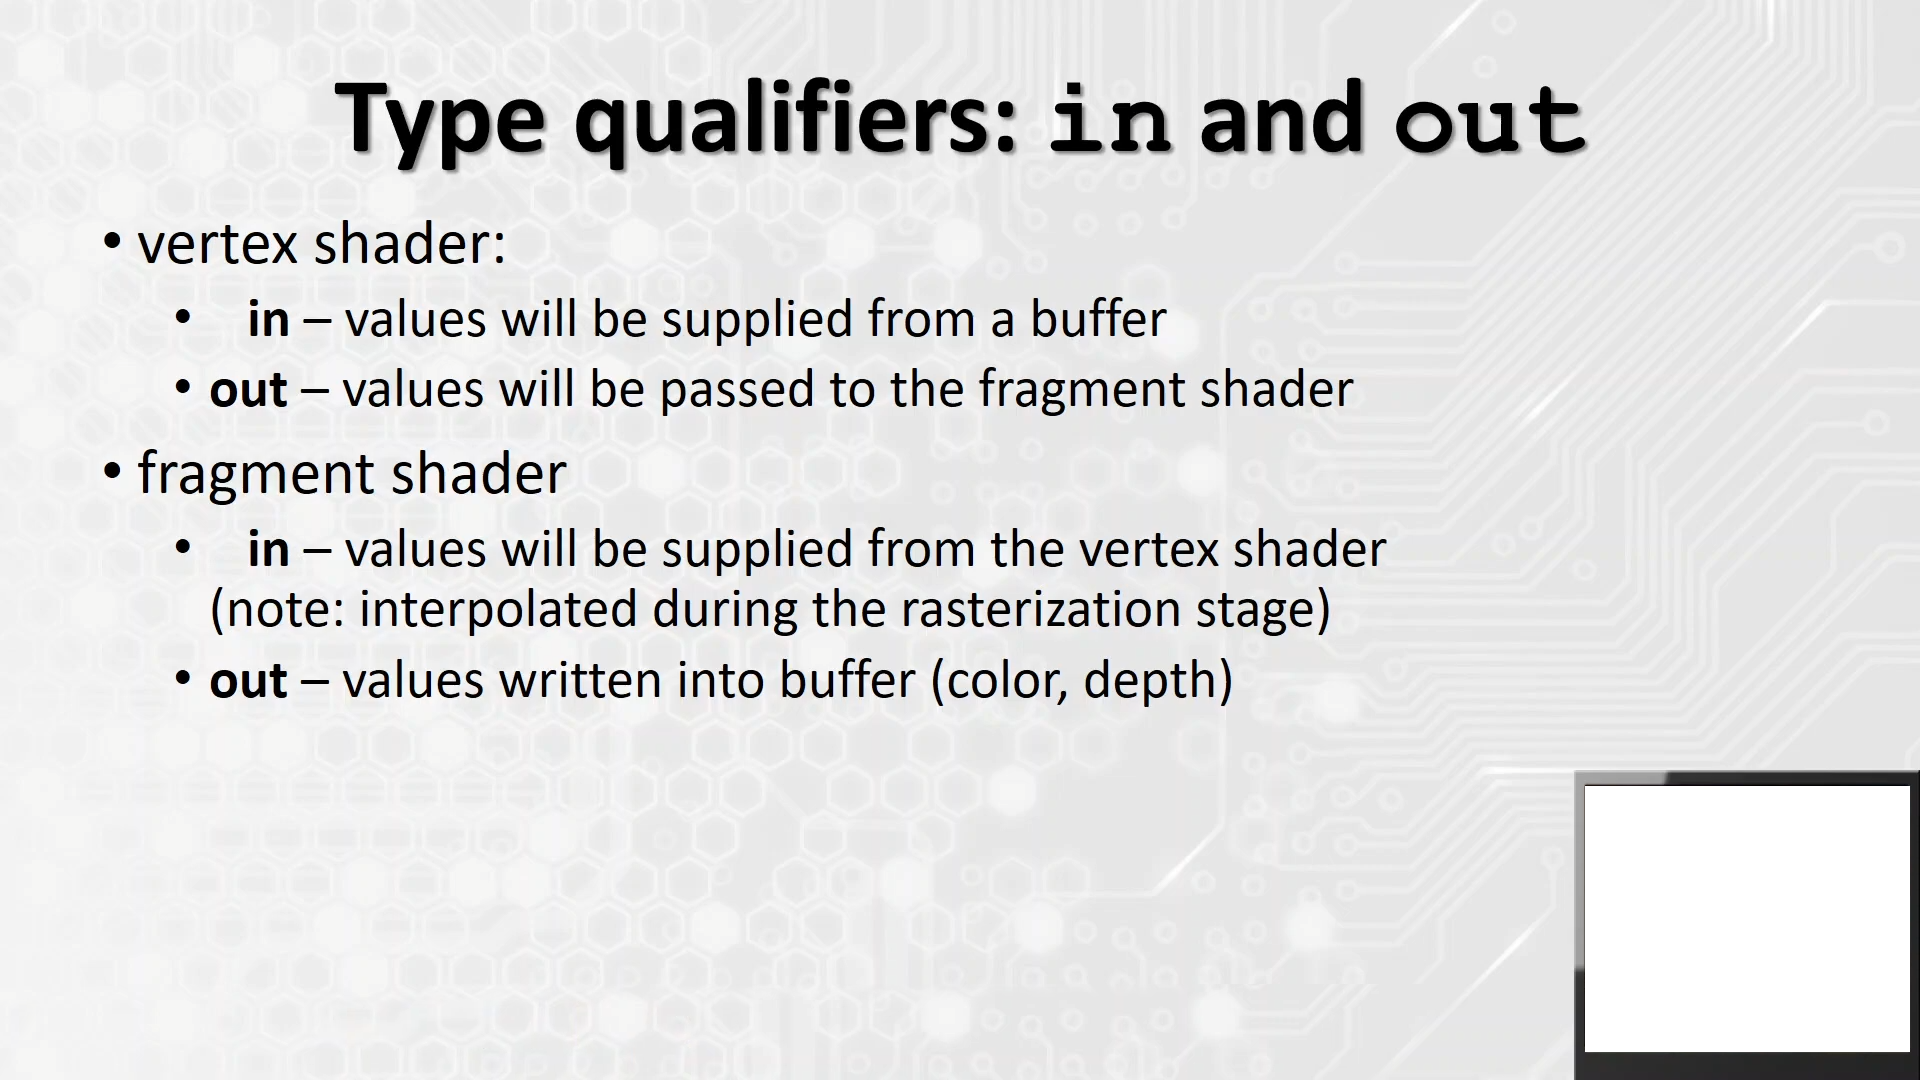 Type qualifiers: in and out
• vertex shader:
• in – values will be supplied from a buffer
• out – values will be passed to the fragment shader
• fragment shader
• in – values will be supplied from the vertex shader
(note: interpolated during the rasterization stage)
• out – values written into buffer (color, depth)